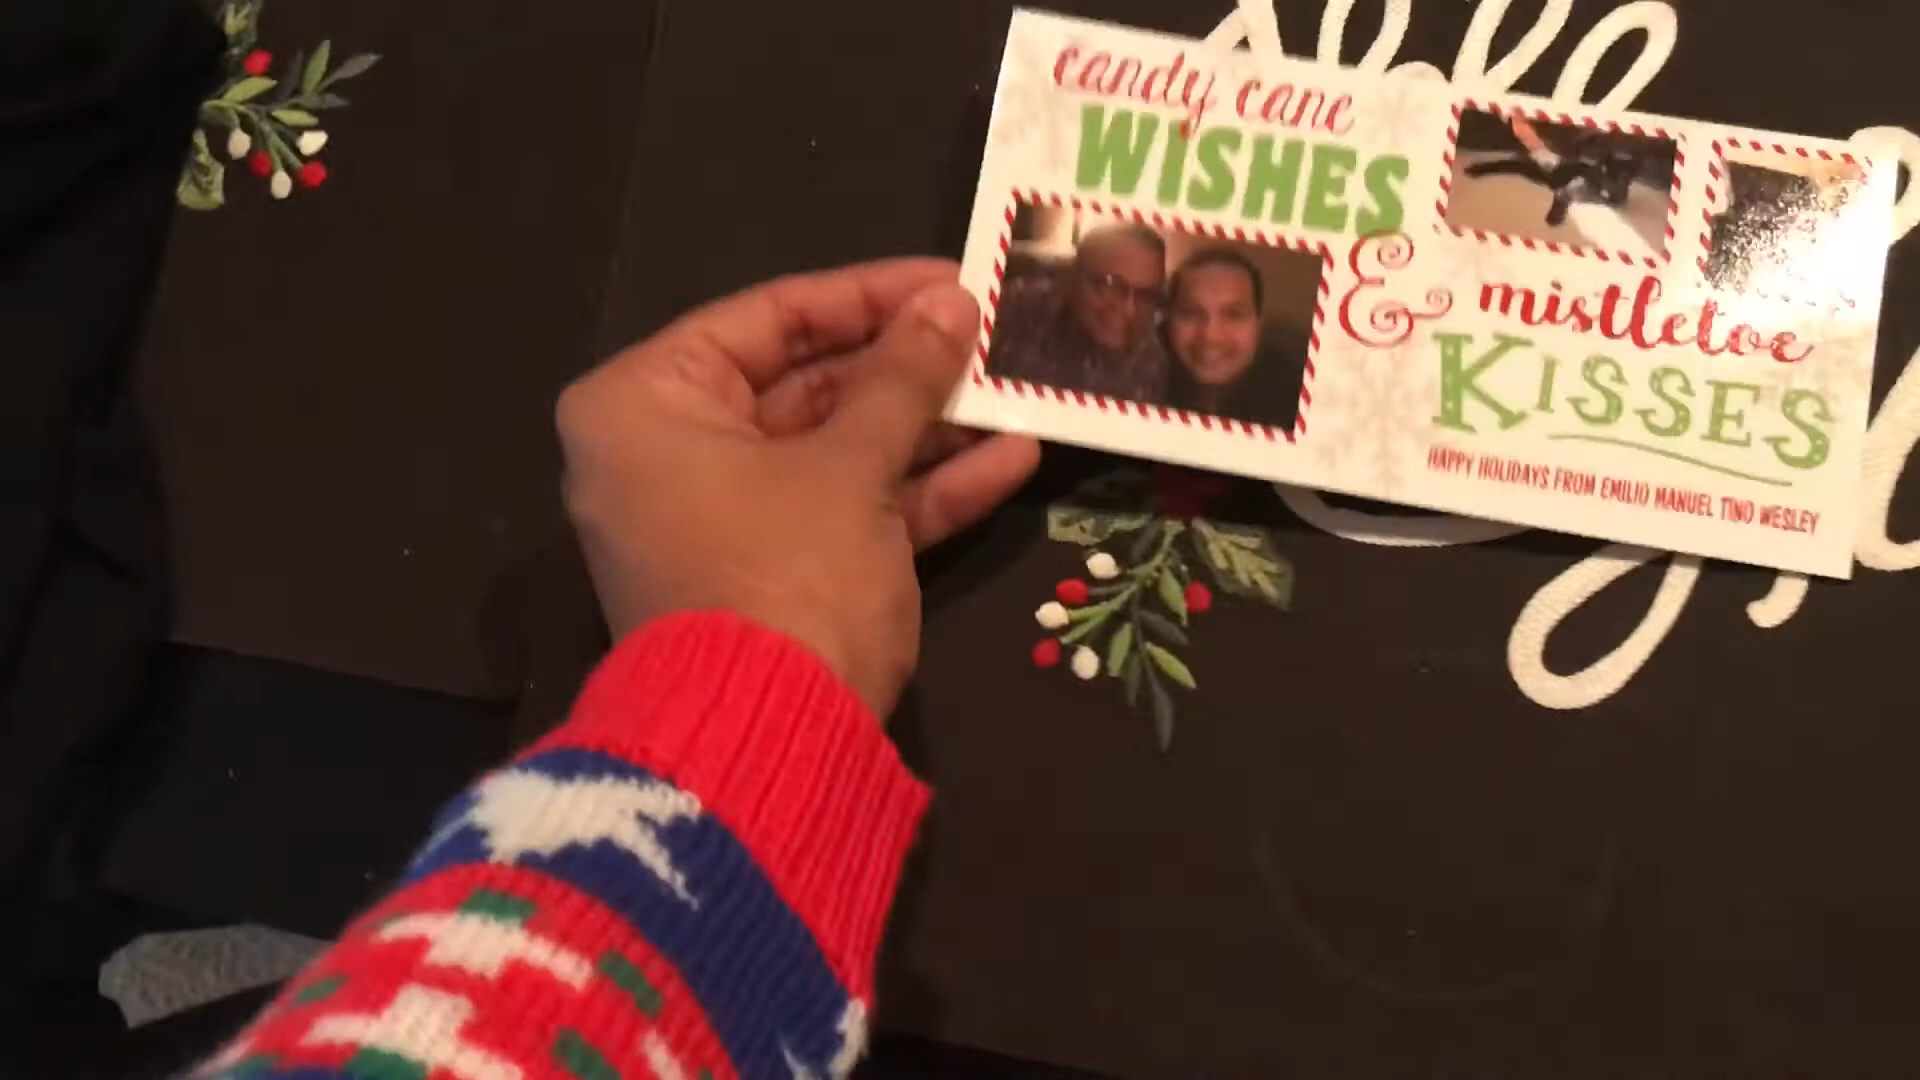 candy cane
WISHES
&
mistletoe
KISSES
HAPPY HOLIDAYS FROM EMILIO MANUEL TINO WESLEY